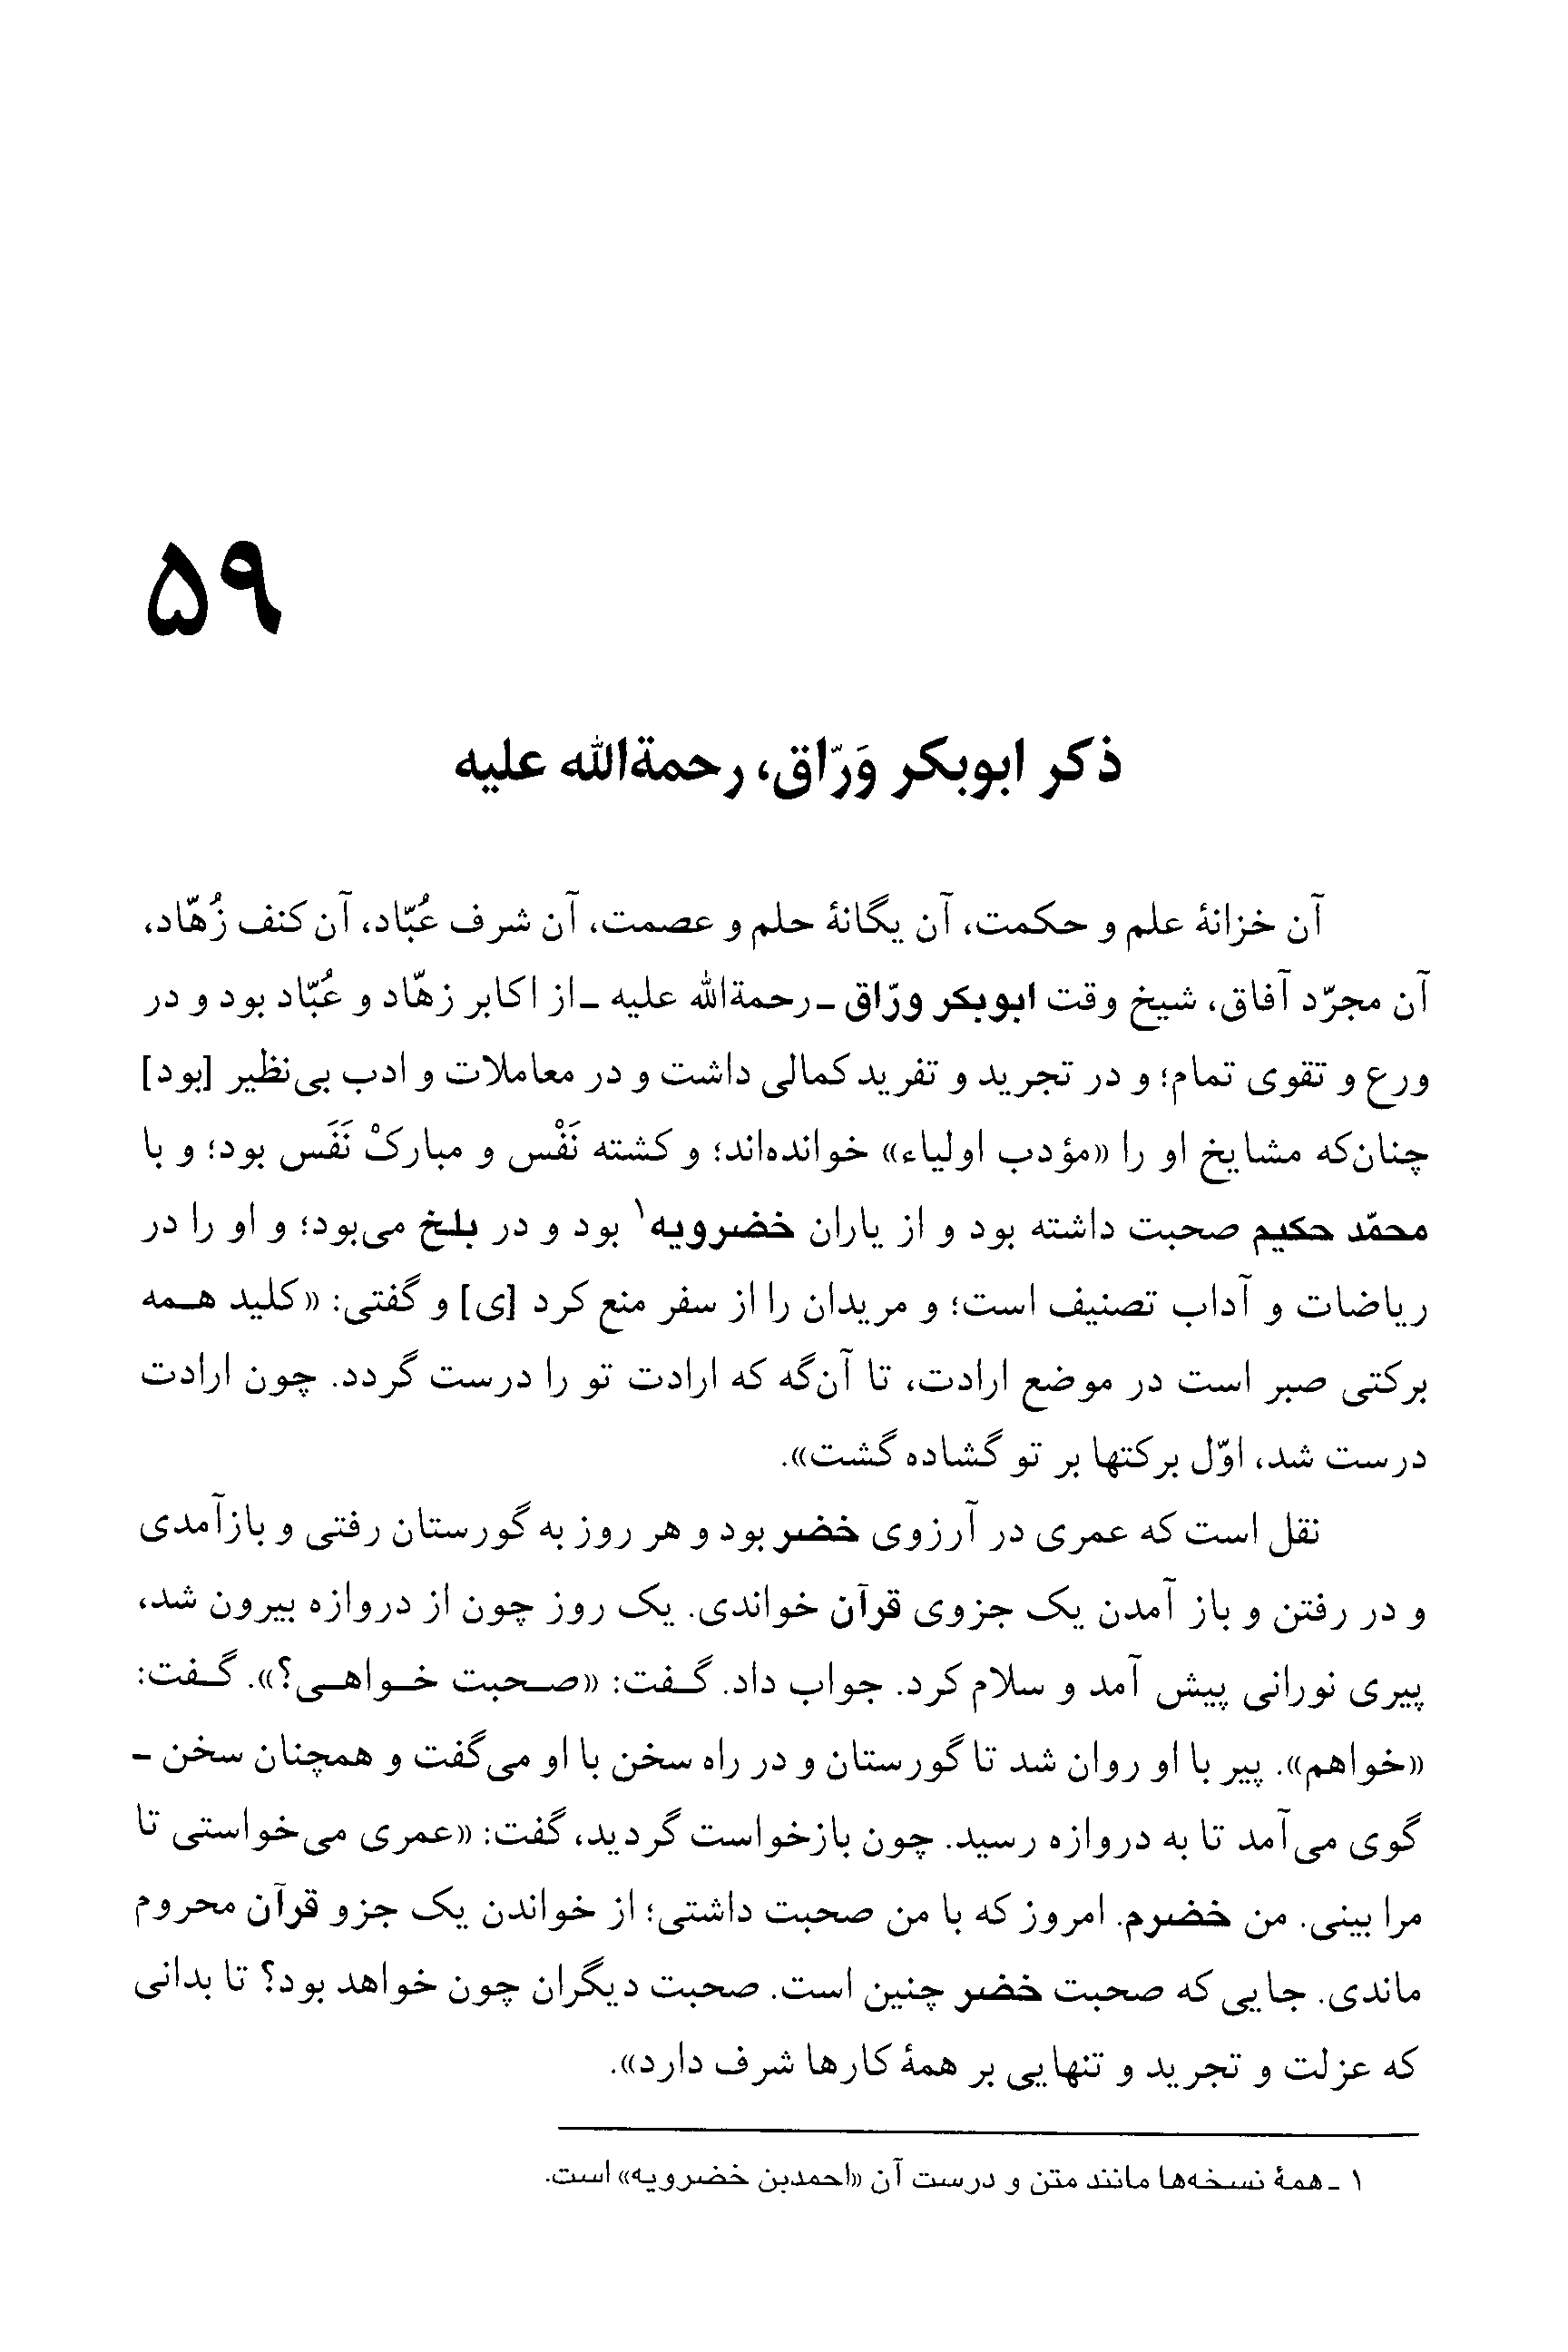 ۵۹
ذکر ابوبکر وَرّاق، رحمةالله علیه
آن خزانهٔ علم و حکمت، آن یگانهٔ حلم و عصمت، آن شرف عُبّاد، آن کنف زُهّاد،
آن مجرّد آفاق، شیخ وقت ابوبکر ورّاق ـ‌رحمةالله علیه ـ‌از اکابر زهّاد و عُبّاد بود و در
ورع و تقوی تمام؛ و در تجرید و تفرید کمالی داشت و در معاملات و ادب بی‌نظیر [بود]
چنان‌که مشایخ او را «مؤدب اولیاء» خوانده‌اند؛ و کشته نَفْس و مبارکْ نَفَس بود؛ و با
محمّد حکیم صحبت داشته بود و از یاران خضرویه۱ بود و در بلخ می‌بود؛ و او را در
ریاضات و آداب تصنیف است؛ و مریدان را از سفر منع کرد [ی] و گفتی: «کلید همه
برکتی صبر است در موضع ارادت، تا آن‌گه که ارادت تو را درست گردد. چون ارادت
درست شد، اوّل برکتها بر تو گشاده گشت».
نقل است که عمری در آرزوی خضر بود و هر روز به گورستان رفتی و بازآمدی
و در رفتن و باز آمدن یک جزوی قرآن خواندی. یک روز چون از دروازه بیرون شد،
پیری نورانی پیش آمد و سلام کرد. جواب داد. گفت: «صحبت خواهی؟». گفت:
«خواهم». پیر با او روان شد تا گورستان و در راه سخن با او می‌گفت و همچنان سخن ـ
گوی می‌آمد تا به دروازه رسید. چون بازخواست گردید، گفت: «عمری می‌خواستی تا
مرا بینی. من خضرم. امروز که با من صحبت داشتی؛ از خواندن یک جزو قرآن محروم
ماندی. جایی که صحبت خضر چنین است. صحبت دیگران چون خواهد بود؟ تا بدانی
که عزلت و تجرید و تنهایی بر همهٔ کارها شرف دارد».
۱ ـ همهٔ نسخه‌ها مانند متن و درست آن «احمدبن خضرویه» است.